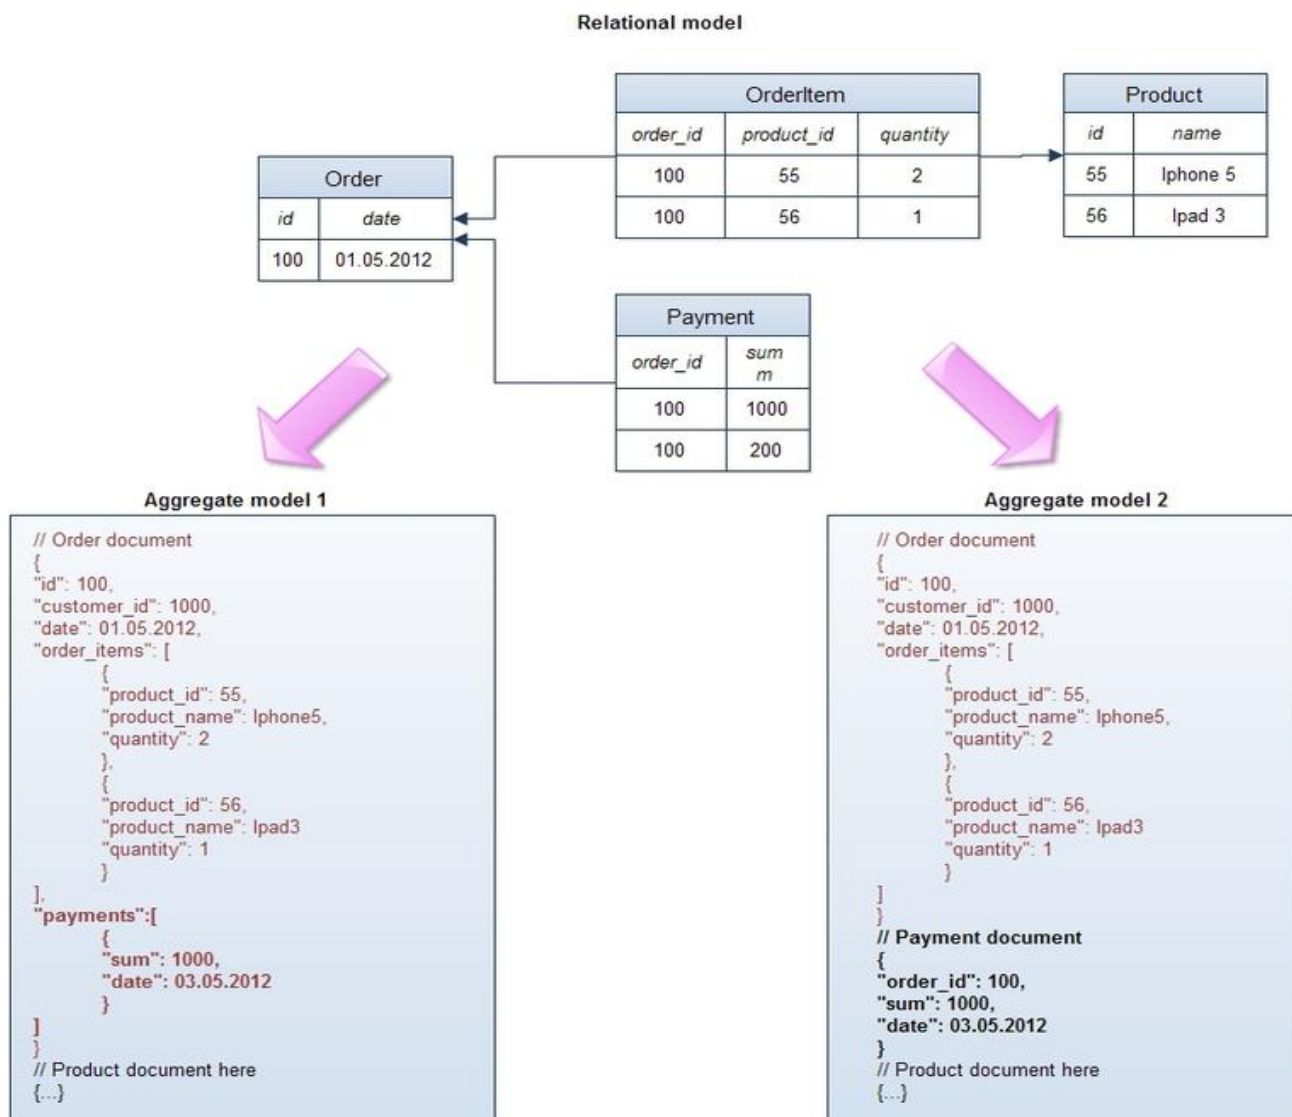 Relational model
OrderItem
order_id product_id quantity
100 55 2
100 56 1
Product
id name
55 Iphone 5
56 Ipad 3
Order
id date
100 01.05.2012
Payment
order_id sum
m
100 1000
100 200
Aggregate model 1
// Order document
{
"id": 100,
"customer_id": 1000,
"date": 01.05.2012,
"order_items": [
{
"product_id": 55,
"product_name": Iphone5,
"quantity": 2
},
{
"product_id": 56,
"product_name": Ipad3
"quantity": 1
}
],
"payments":[
{
"sum": 1000,
"date": 03.05.2012
}
]
}
// Product document here
{...}
Aggregate model 2
// Order document
{
"id": 100,
"customer_id": 1000,
"date": 01.05.2012,
"order_items": [
{
"product_id": 55,
"product_name": Iphone5,
"quantity": 2
},
{
"product_id": 56,
"product_name": Ipad3
"quantity": 1
}
]
}
// Payment document
{
"order_id": 100,
"sum": 1000,
"date": 03.05.2012
}
// Product document here
{...}